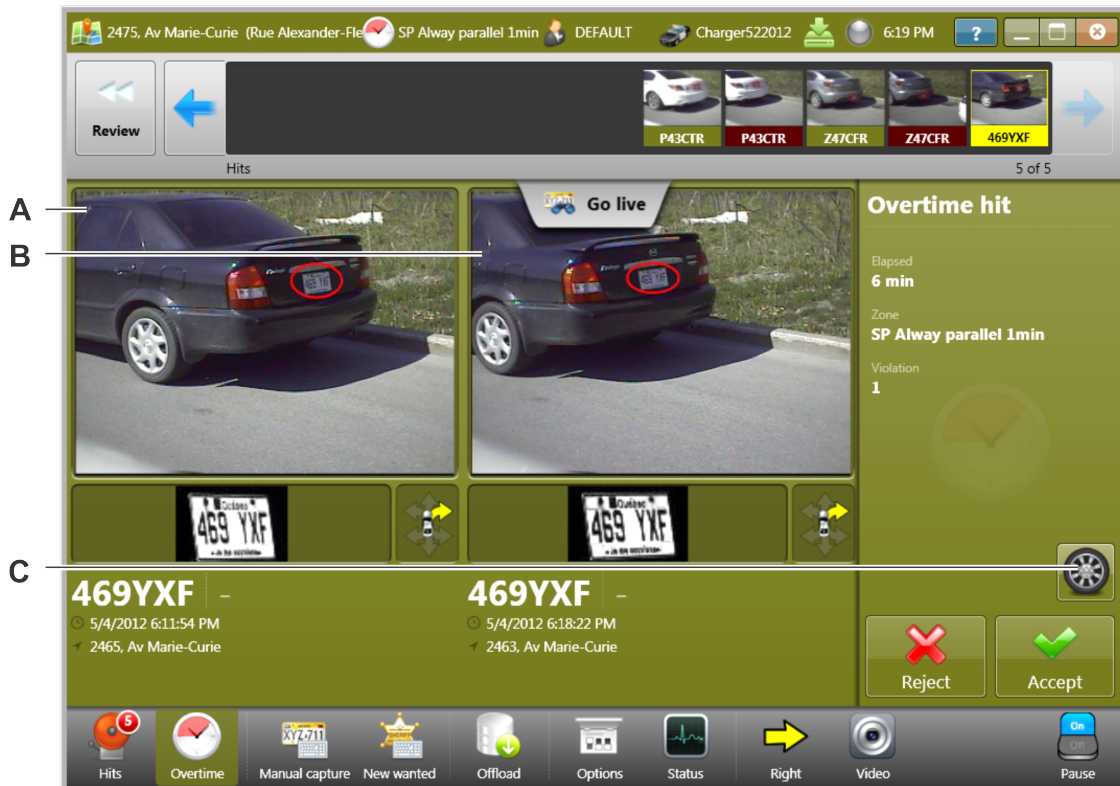 2475, Av Marie-Curie (Rue Alexander-Fle
SP Alway parallel 1min
DEFAULT
Charger522012
6:19 PM
?
Review
P43CTR
P43CTR
Z47CFR
Z47CFR
469YXF
Hits
5 of 5
A
B
C
Go live
Overtime hit
Elapsed
6 min
Zone
SP Alway parallel 1min
Violation
1
Québec
469 YXF
Québec
469 YXF
469YXF –
5/4/2012 6:11:54 PM
2465, Av Marie-Curie
469YXF –
5/4/2012 6:18:22 PM
2463, Av Marie-Curie
Reject
Accept
5
Hits
Overtime
XYZ-711
Manual capture
SHERIFF
New wanted
Offload
Options
Status
Right
Video
On
Off
Pause